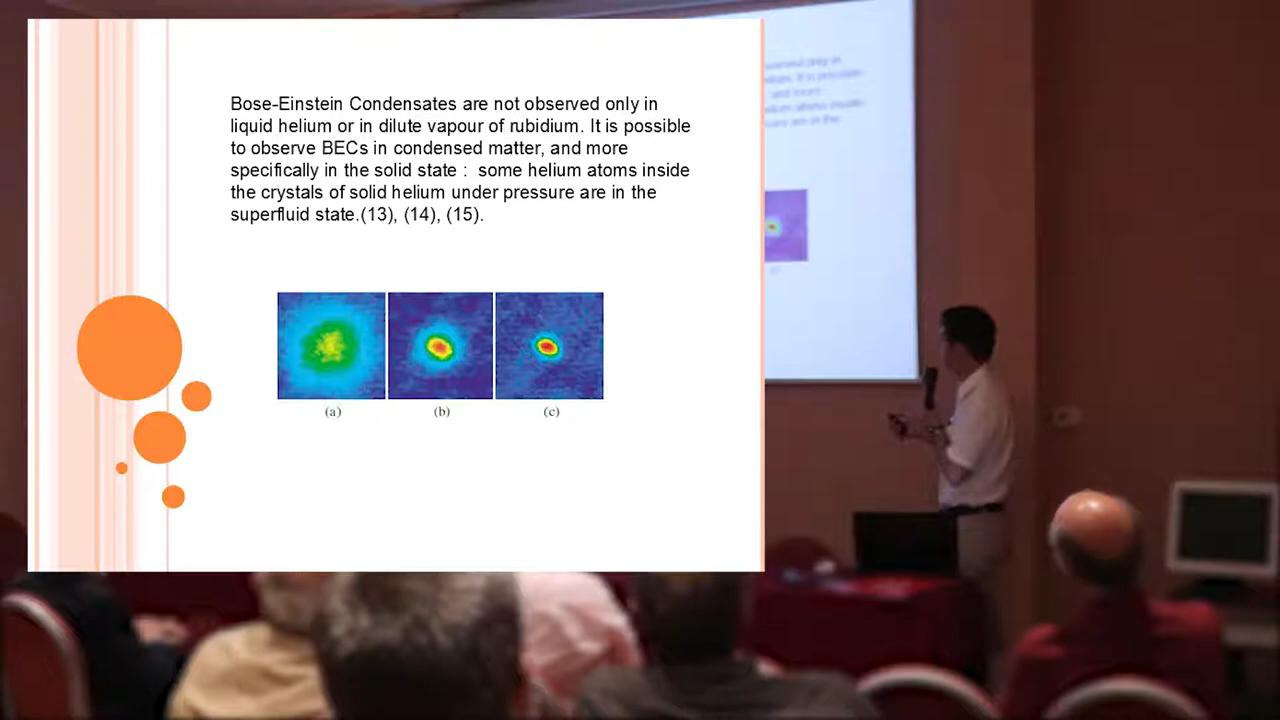 Bose-Einstein Condensates are not observed only in
liquid helium or in dilute vapour of rubidium. It is possible
to observe BECs in condensed matter, and more
specifically in the solid state :  some helium atoms inside
the crystals of solid helium under pressure are in the
superfluid state.(13), (14), (15).
(a) (b) (c)